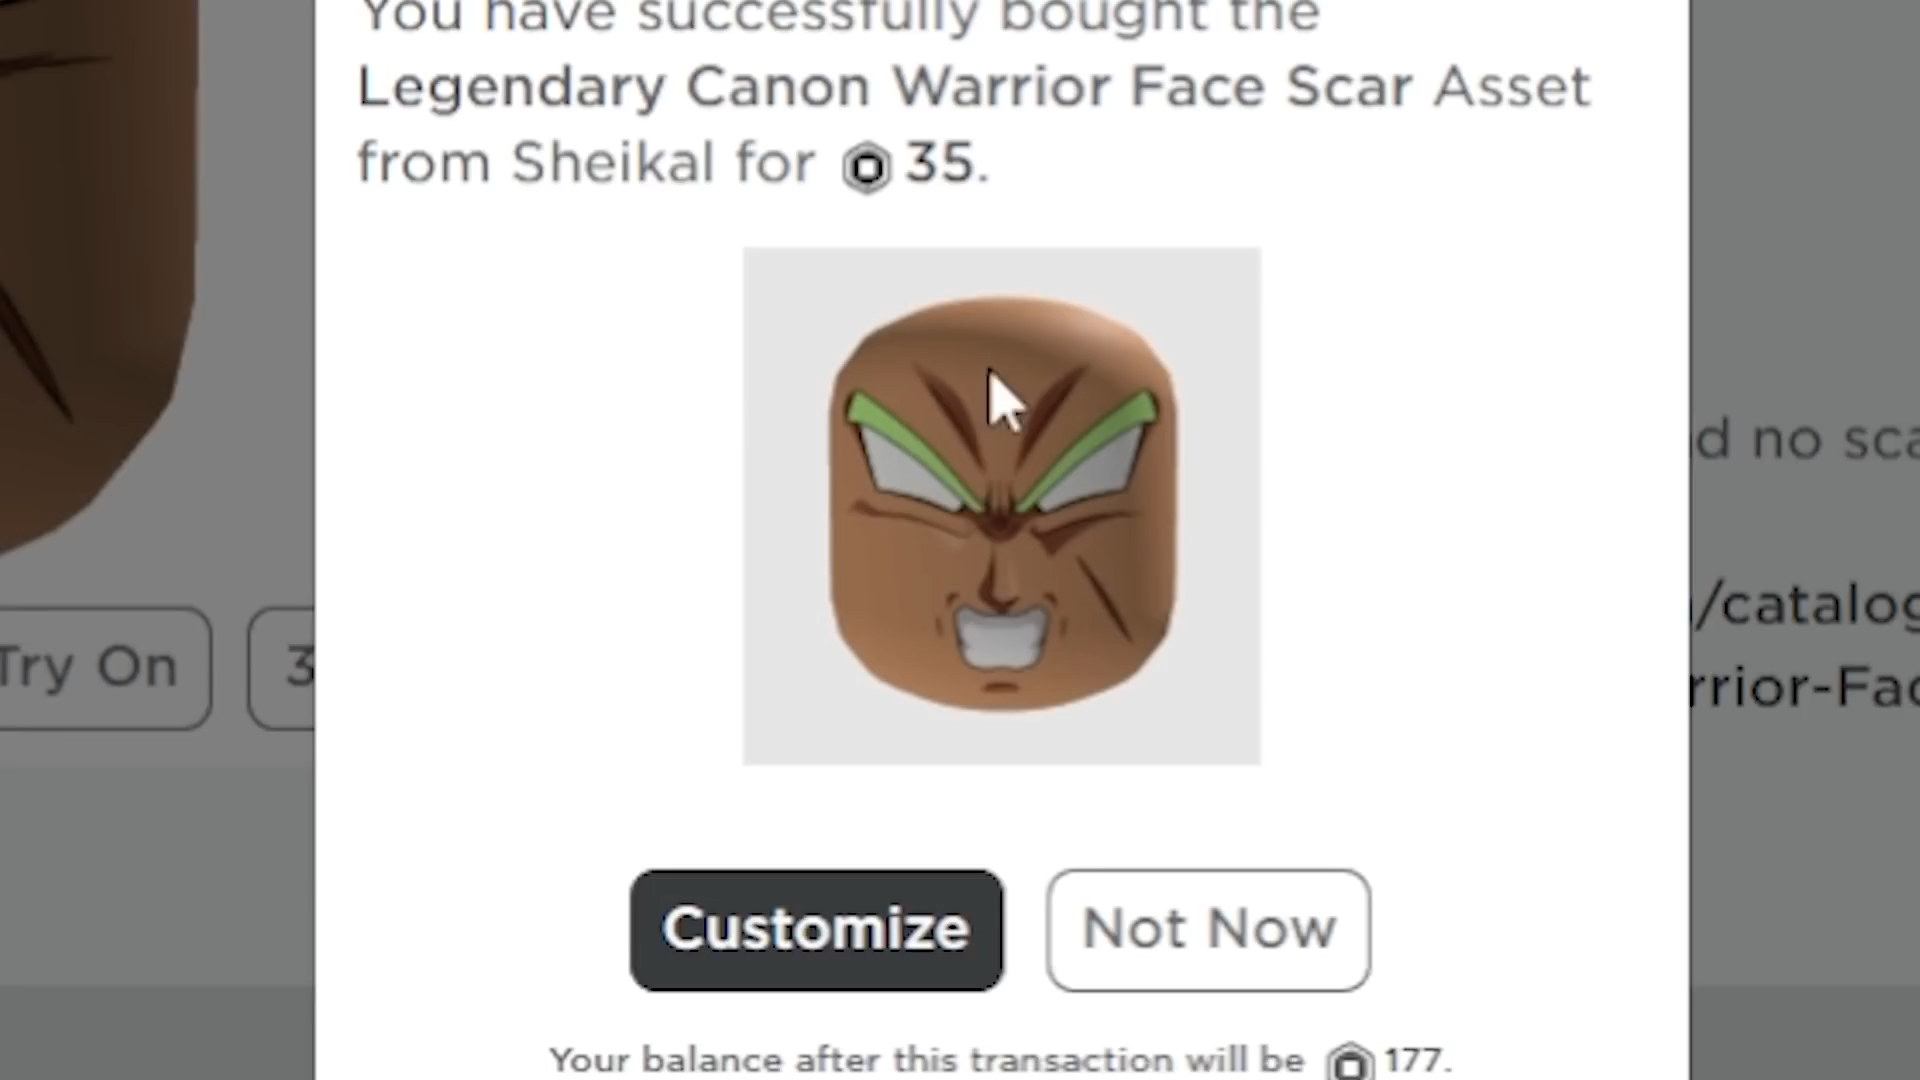 You have successfully bought the
Legendary Canon Warrior Face Scar Asset
from Sheikal for 35.
d no sca
/catalog
Try On
3
rrior-Fac
Customize
Not Now
Your balance after this transaction will be 177.